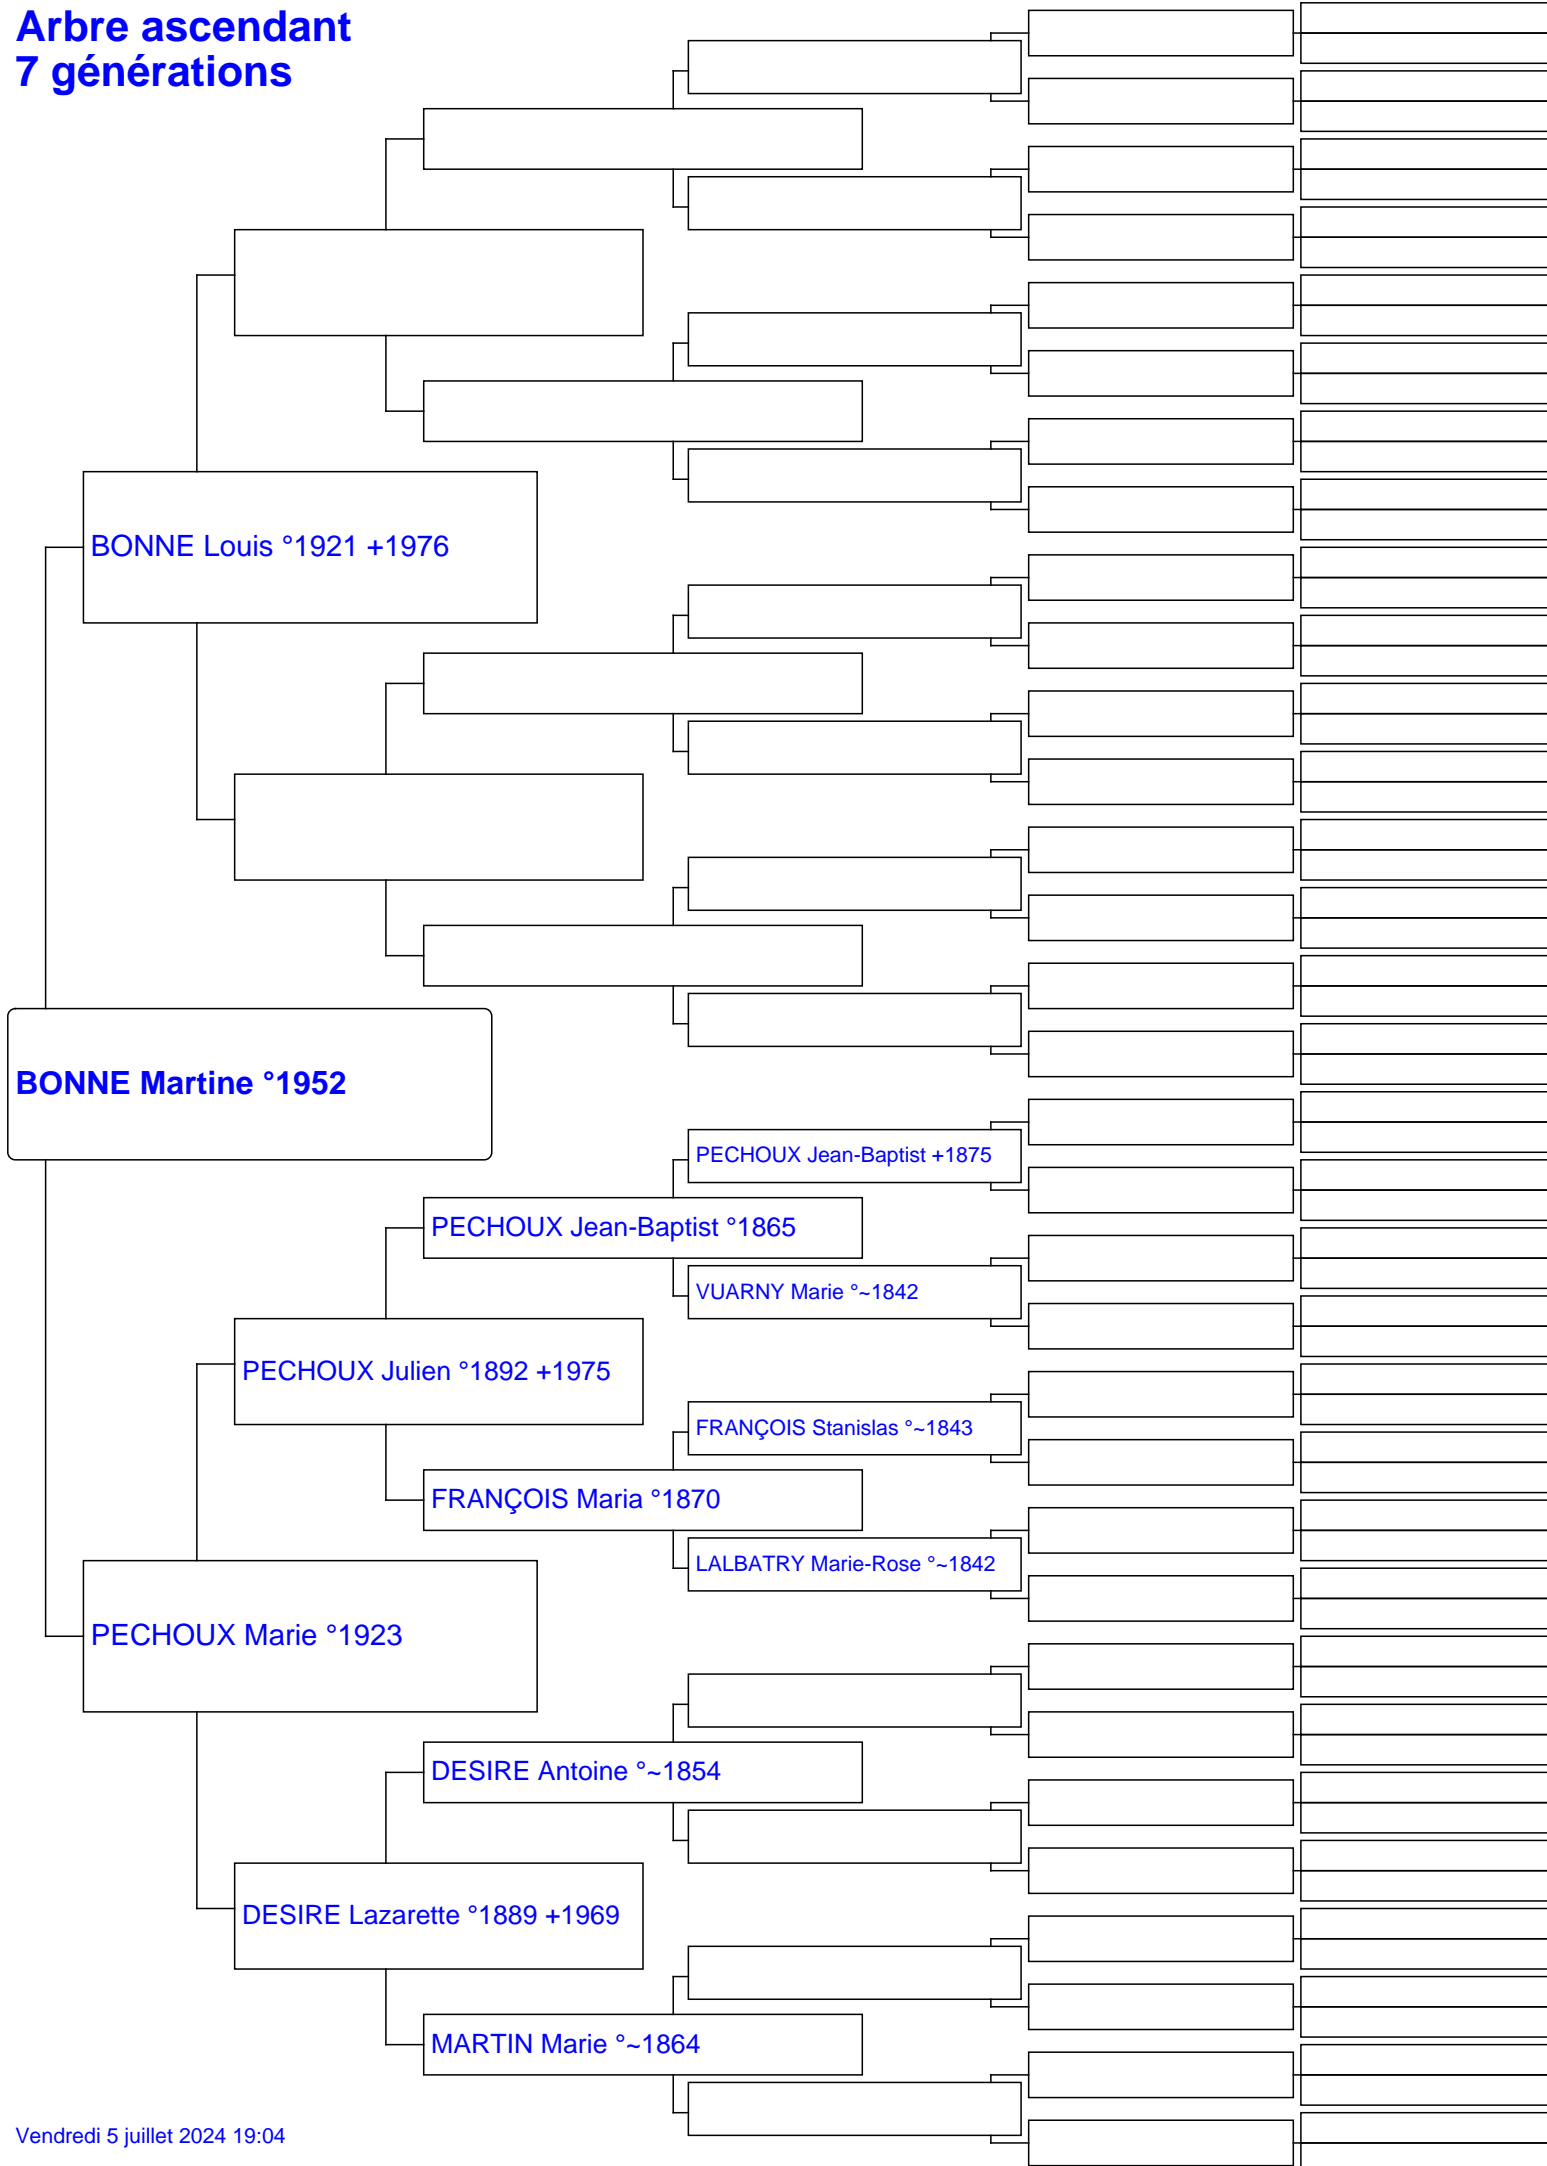 Arbre ascendant
7 générations
BONNE Louis °1921 +1976
BONNE Martine °1952
PECHOUX Jean-Baptist +1875
PECHOUX Jean-Baptist °1865
VUARNY Marie °~1842
PECHOUX Julien °1892 +1975
FRANÇOIS Stanislas °~1843
FRANÇOIS Maria °1870
LALBATRY Marie-Rose °~1842
PECHOUX Marie °1923
DESIRE Antoine °~1854
DESIRE Lazarette °1889 +1969
MARTIN Marie °~1864
Vendredi 5 juillet 2024 19:04